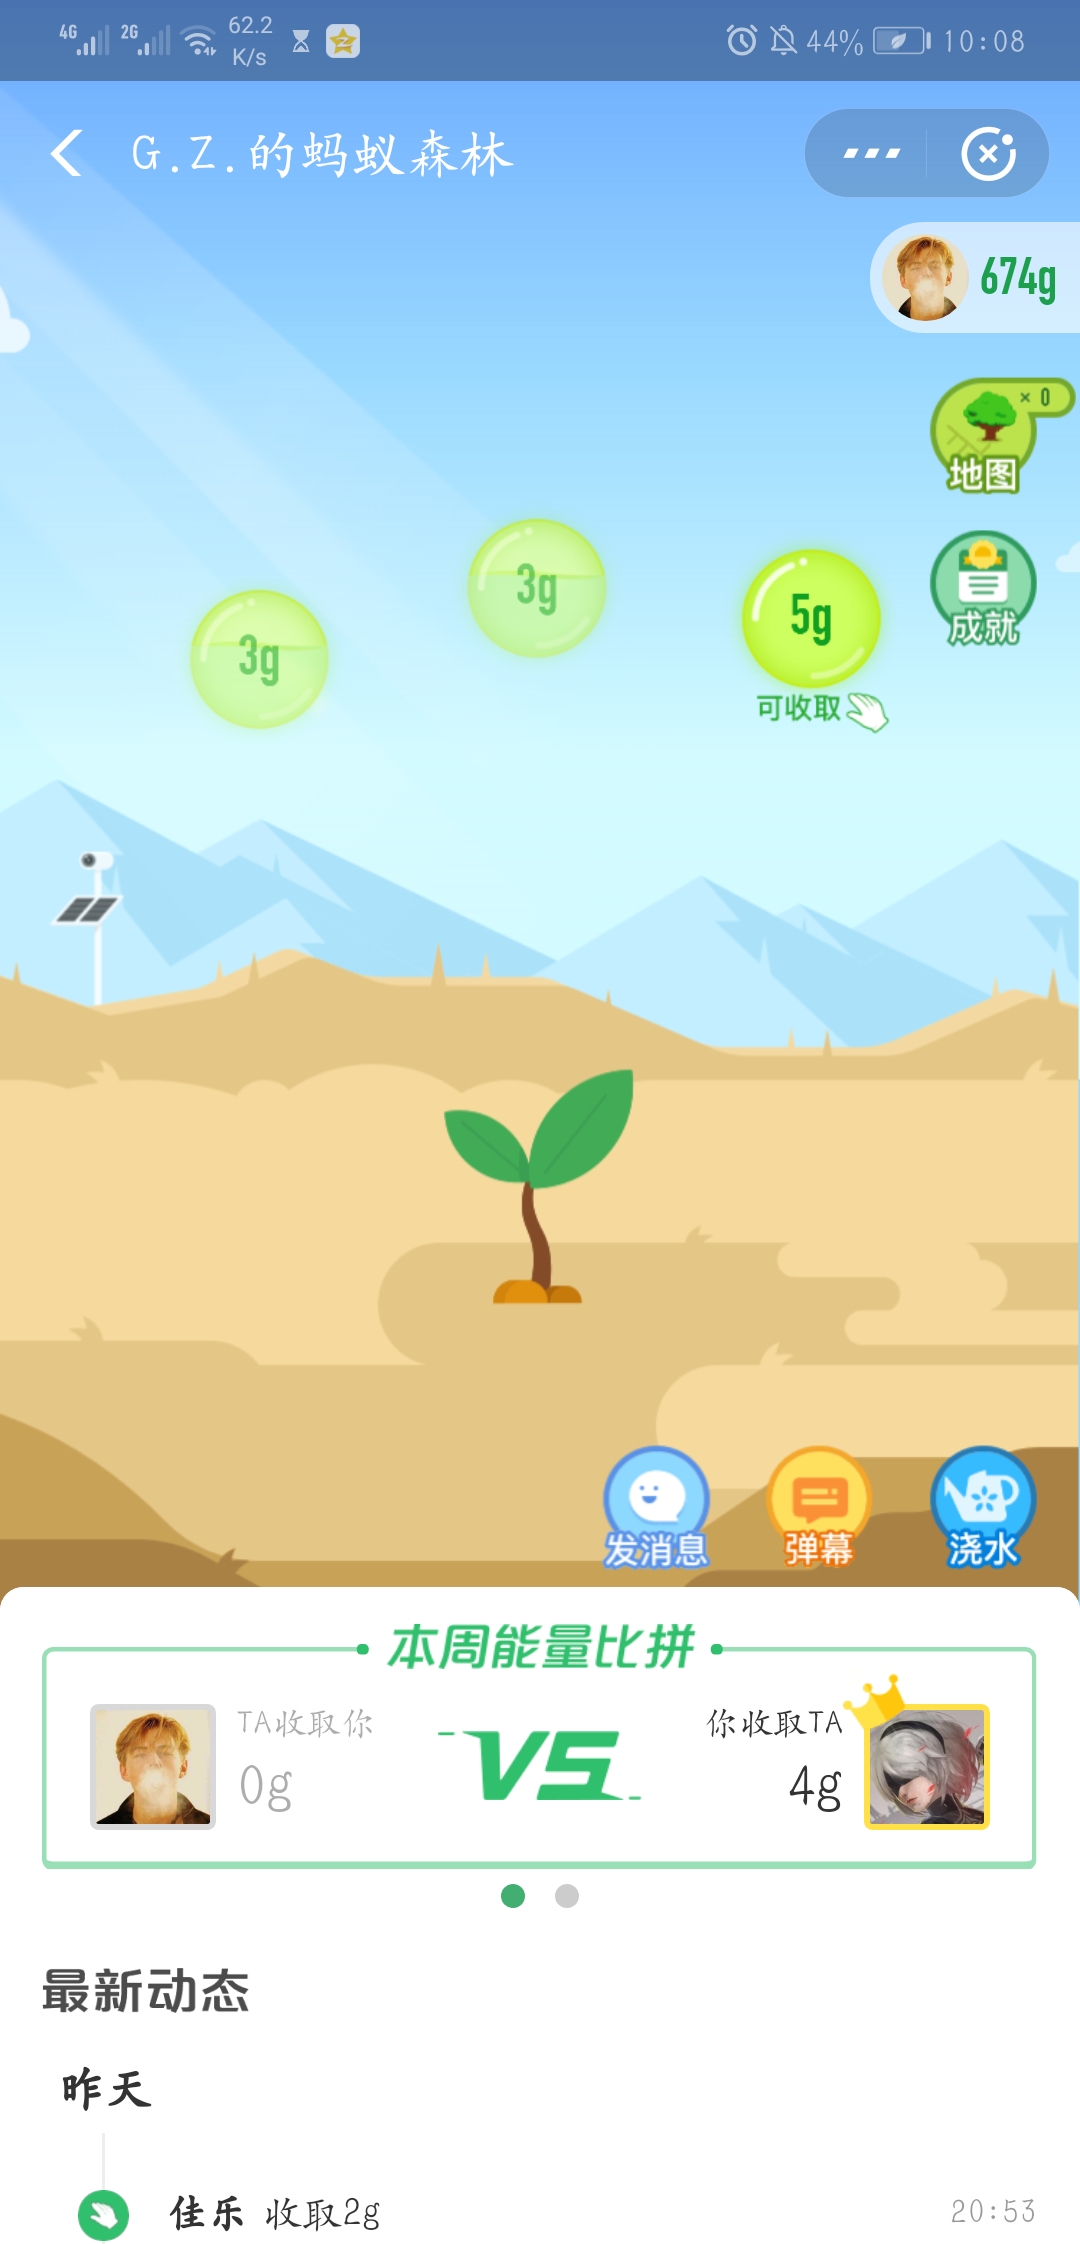 4G 2G 62.2 K/s 44% 10:08
G.Z.的蚂蚁森林
674g
× 0
地图
3g
3g
5g
成就
可收取
发消息 弹幕 浇水
本周能量比拼
TA收取你 VS 你收取TA
0g 4g
最新动态
昨天
佳乐 收取2g 20:53